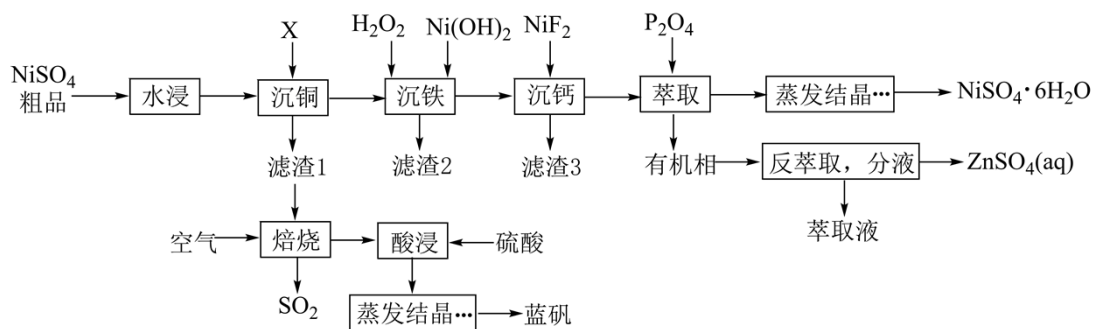 X
H₂O₂
Ni(OH)₂
NiF₂
P₂O₄
NiSO₄
粗品
水浸
沉铜
沉铁
沉钙
萃取
蒸发结晶···
NiSO₄·6H₂O
滤渣1
滤渣2
滤渣3
有机相
反萃取，分液
ZnSO₄(aq)
空气
焙烧
酸浸
硫酸
萃取液
SO₂
蒸发结晶···
蓝矾